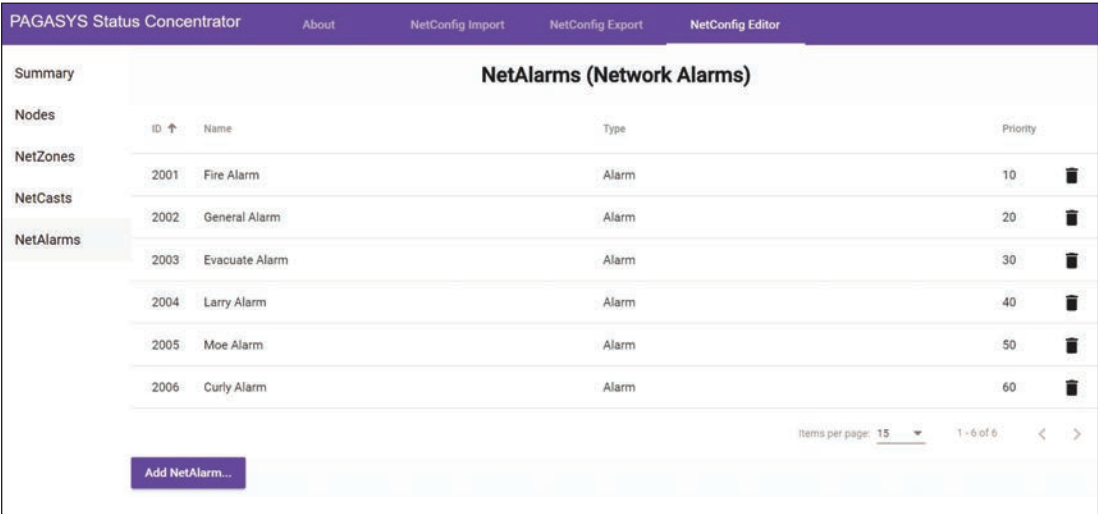 PAGASYS Status Concentrator About NetConfig Import NetConfig Export NetConfig Editor
Summary
Nodes
NetZones
NetCasts
NetAlarms
NetAlarms (Network Alarms)
ID Name Type Priority
2001 Fire Alarm Alarm 10
2002 General Alarm Alarm 20
2003 Evacuate Alarm Alarm 30
2004 Larry Alarm Alarm 40
2005 Moe Alarm Alarm 50
2006 Curly Alarm Alarm 60
Items per page: 15 1 - 6 of 6
Add NetAlarm...